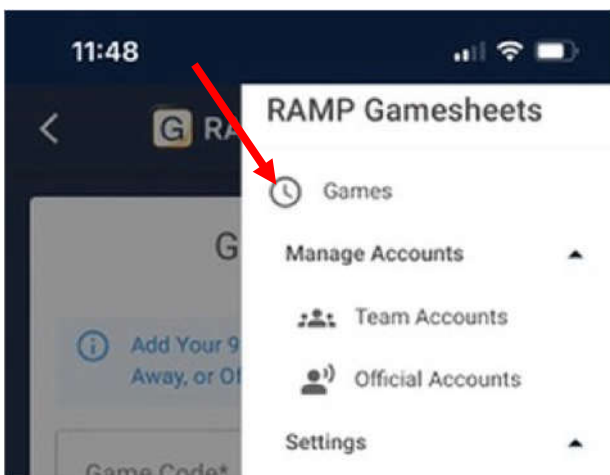 11:48
RAMP Gamesheets
G RA
Games
G
Manage Accounts
Team Accounts
Add Your 9
Away, or Of
Official Accounts
Settings
Game Code*